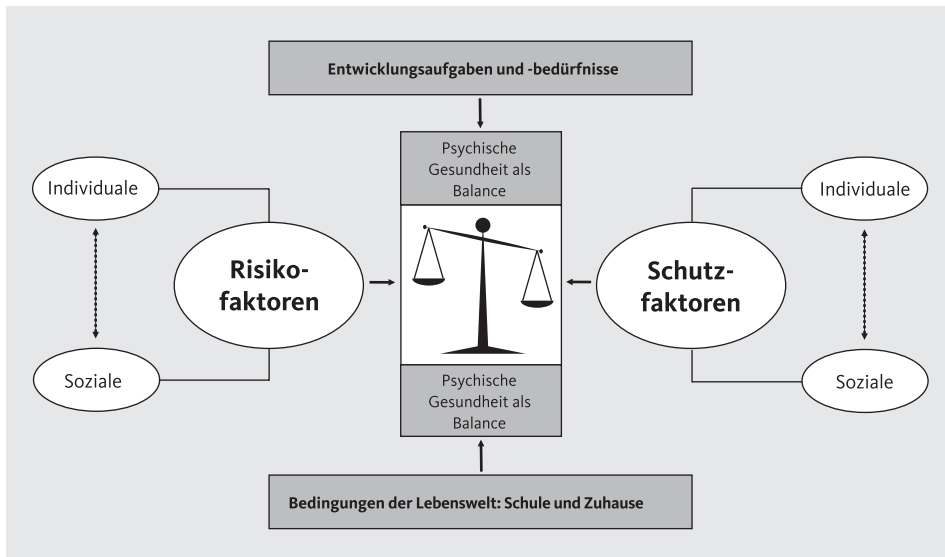 Entwicklungsaufgaben und -bedürfnisse
Psychische
Gesundheit als
Balance
Individuale
Risiko-
faktoren
Soziale
Individuale
Schutz-
faktoren
Soziale
Psychische
Gesundheit als
Balance
Bedingungen der Lebenswelt: Schule und Zuhause